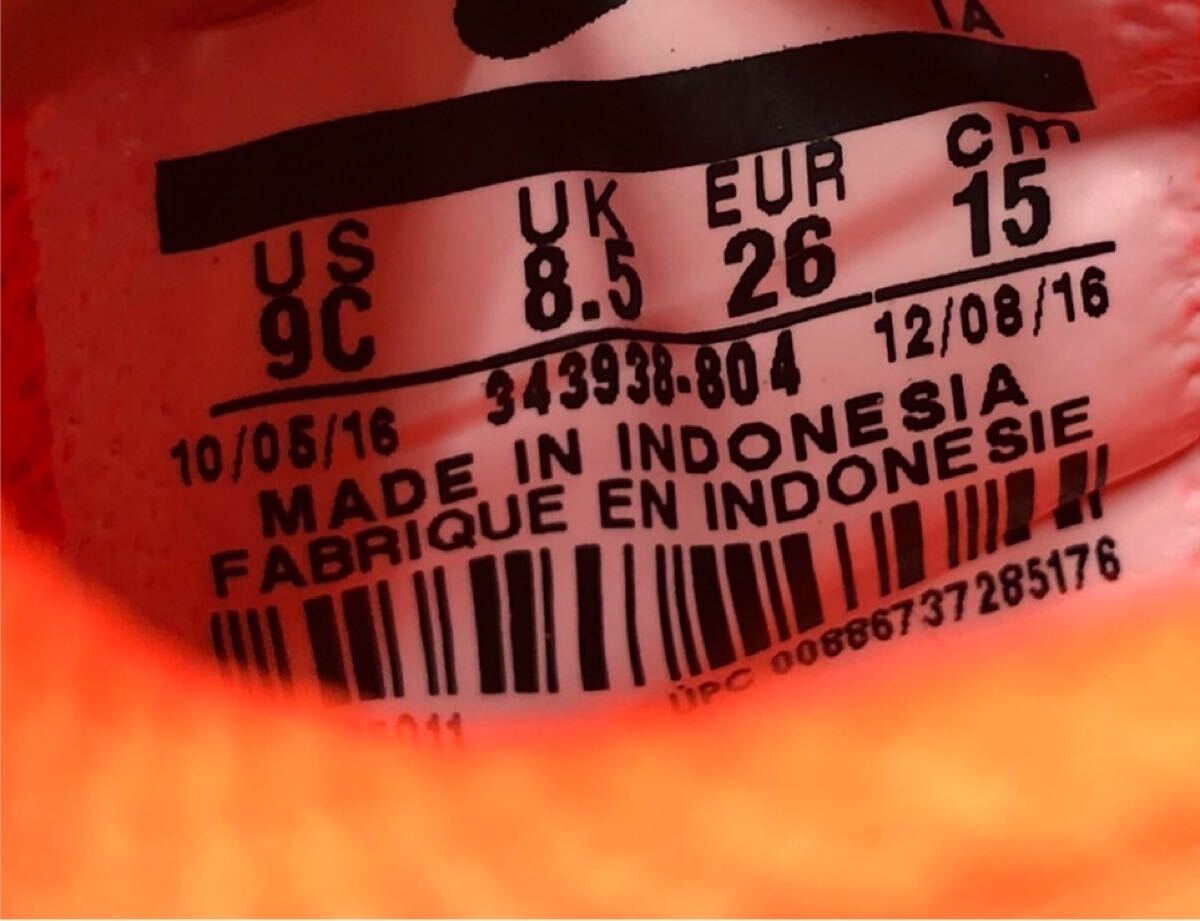 US UK EUR cm
9C 8.5 26 15
10/05/16 343938-804 12/08/16
MADE IN INDONESIA
FABRIQUE EN INDONESIE
UPC 00886737285176